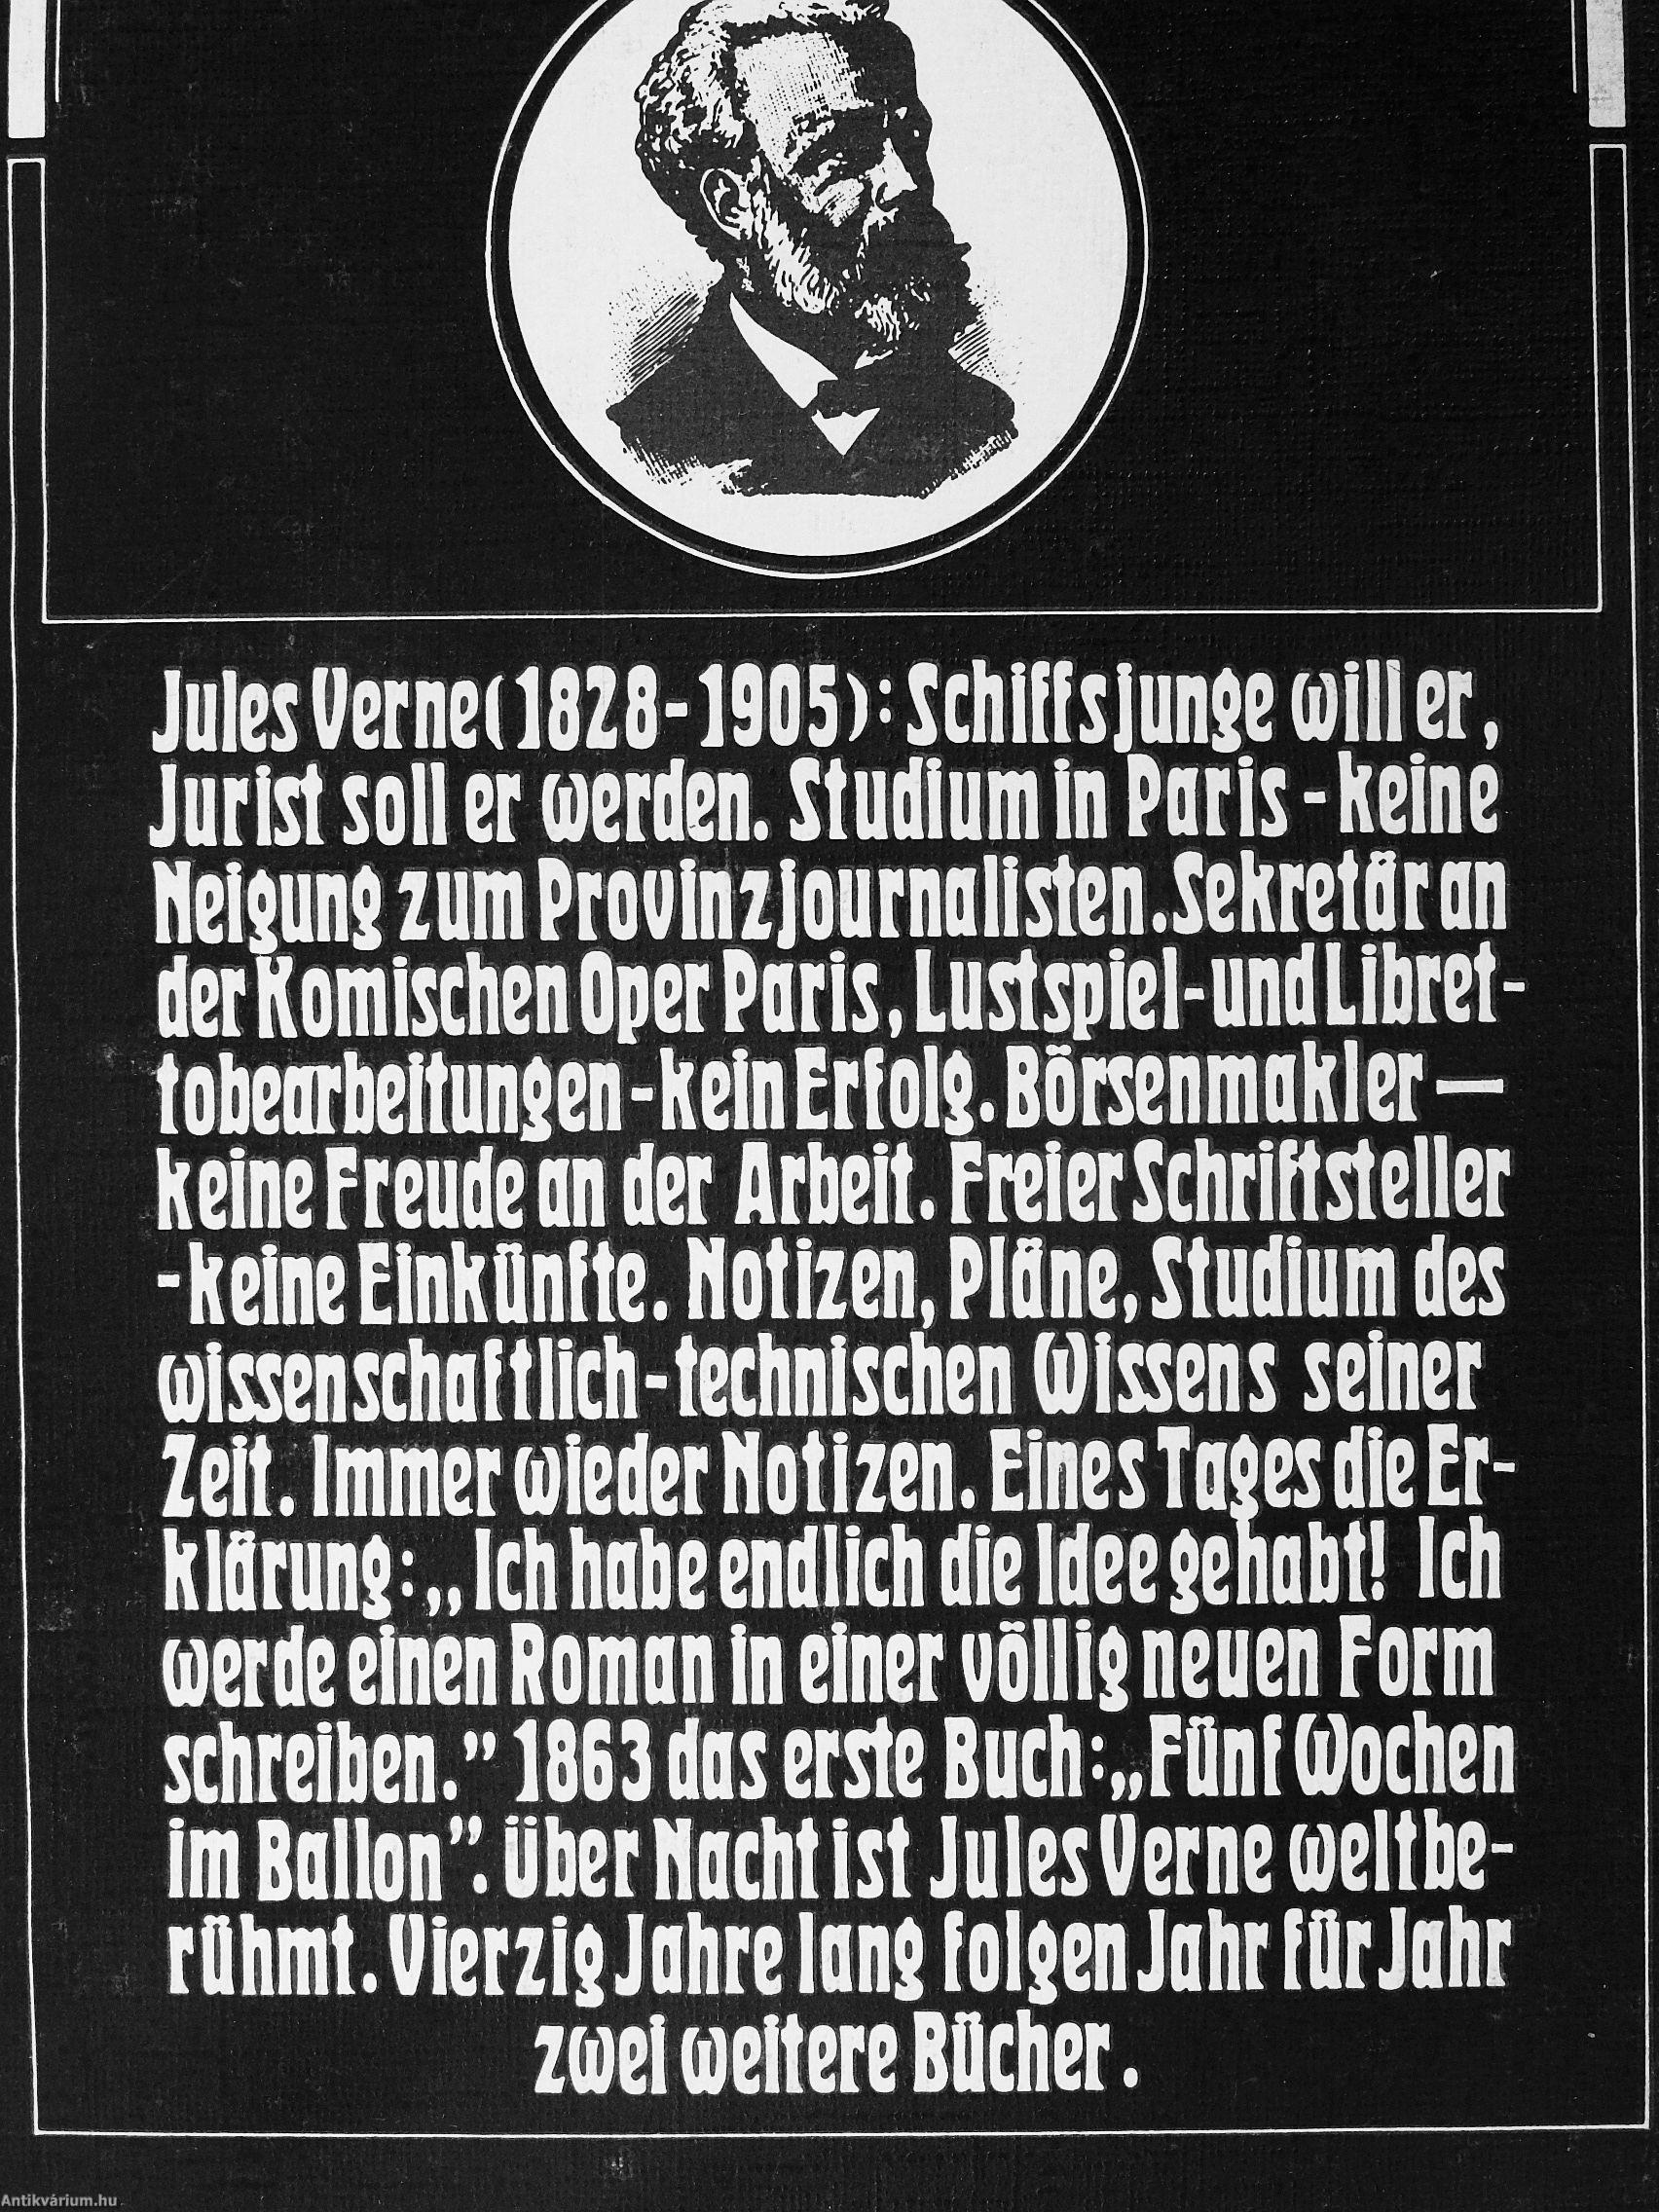 Jules Verne (1828-1905): Schiffsjunge will er,
Jurist soll er werden. Studium in Paris - keine
Neigung zum Provinzjournalisten. Sekretär an
der Komischen Oper Paris, Lustspiel- und Libret-
tobearbeitungen - kein Erfolg. Börsenmakler —
keine Freude an der Arbeit. Freier Schriftsteller
- keine Einkünfte. Notizen, Pläne, Studium des
wissenschaftlich-technischen Wissens seiner
Zeit. Immer wieder Notizen. Eines Tages die Er-
klärung: „Ich habe endlich die Idee gehabt! Ich
werde einen Roman in einer völlig neuen Form
schreiben.” 1863 das erste Buch: „Fünf Wochen
im Ballon”. Über Nacht ist Jules Verne weltbe-
rühmt. Vierzig Jahre lang folgen Jahr für Jahr
zwei weitere Bücher.
Antikvárium.hu